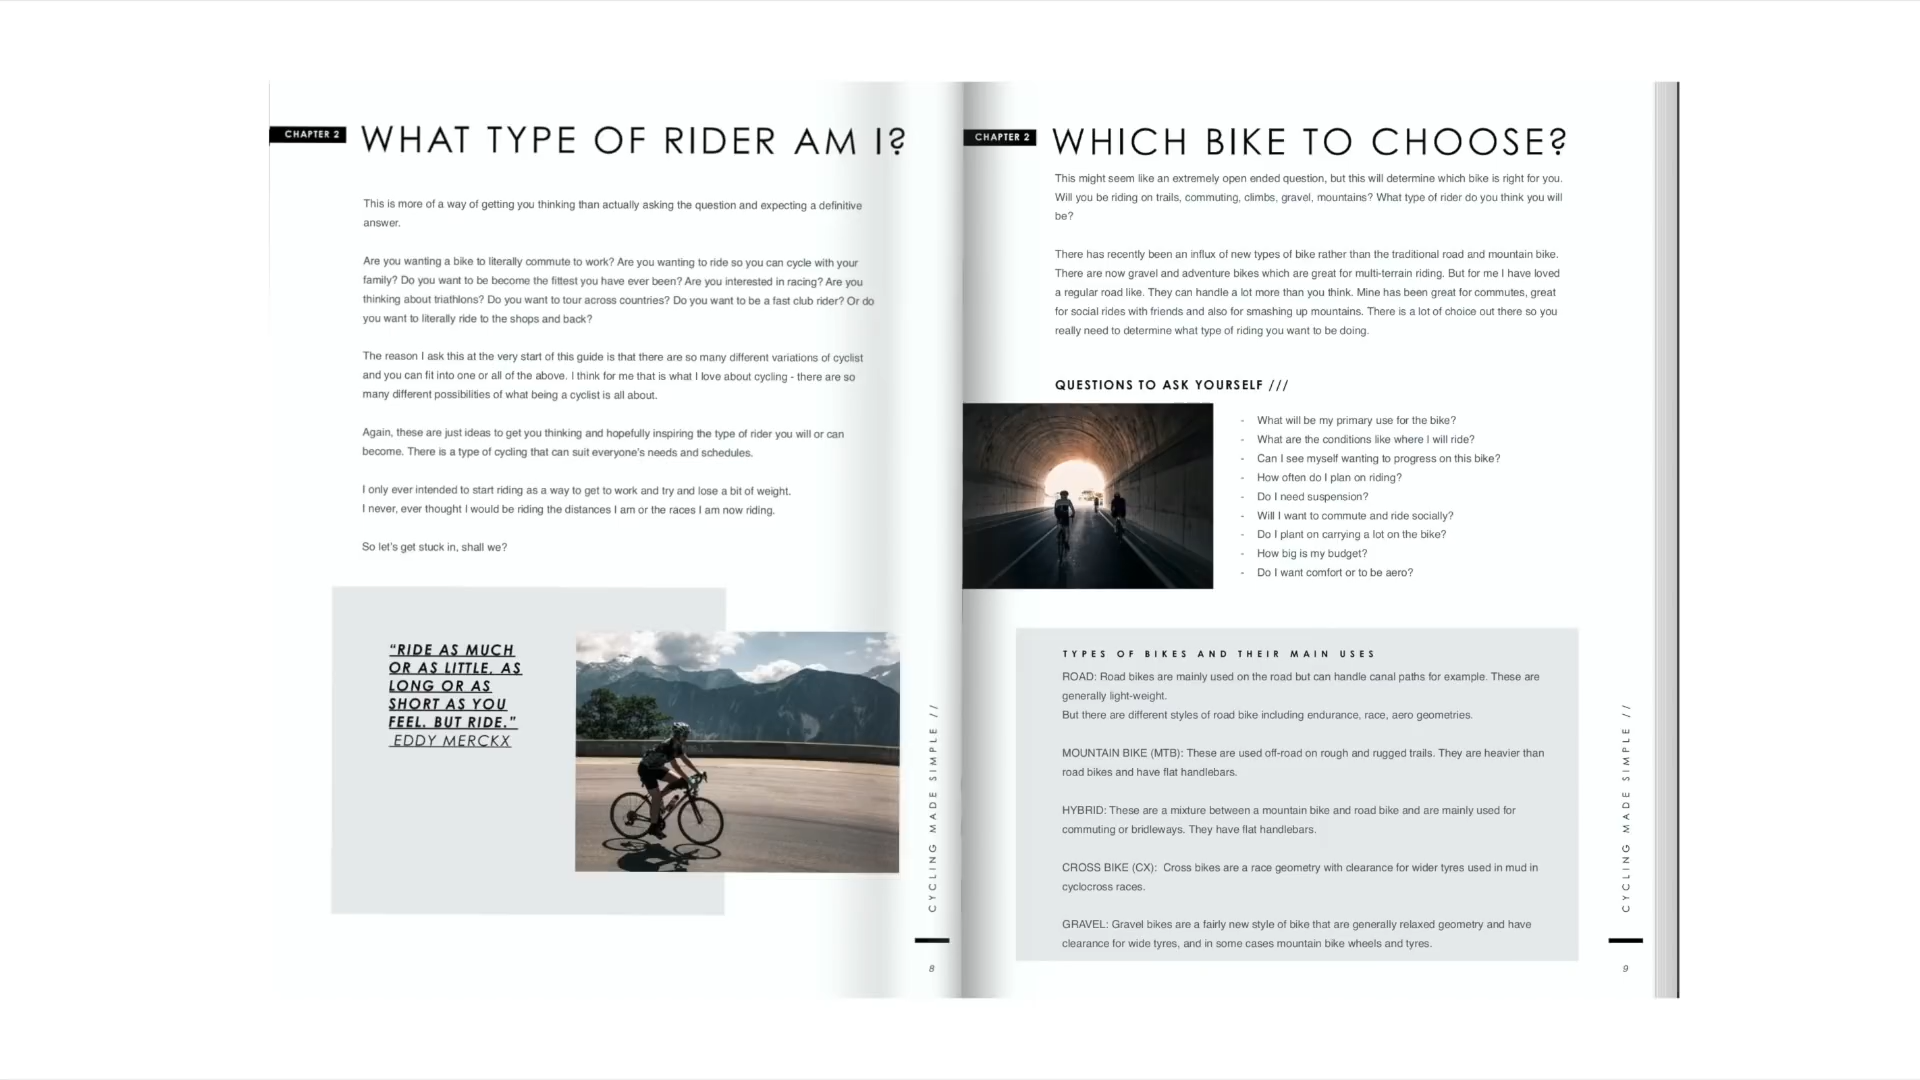 CHAPTER 2
WHAT TYPE OF RIDER AM I?
This is more of a way of getting you thinking than actually asking the question and expecting a definitive
answer.
Are you wanting a bike to literally commute to work? Are you wanting to ride so you can cycle with your
family? Do you want to be become the fittest you have ever been? Are you interested in racing? Are you
thinking about triathlons? Do you want to tour across countries? Do you want to be a fast club rider? Or do
you want to literally ride to the shops and back?
The reason I ask this at the very start of this guide is that there are so many different variations of cyclist
and you can fit into one or all of the above. I think for me that is what I love about cycling - there are so
many different possibilities of what being a cyclist is all about.
Again, these are just ideas to get you thinking and hopefully inspiring the type of rider you will or can
become. There is a type of cycling that can suit everyone's needs and schedules.
I only ever intended to start riding as a way to get to work and try and lose a bit of weight.
I never, ever thought I would be riding the distances I am or the races I am now riding.
So let's get stuck in, shall we?
"RIDE AS MUCH
OR AS LITTLE, AS
LONG OR AS
SHORT AS YOU
FEEL. BUT RIDE."
EDDY MERCKX
CYCLING MADE SIMPLE //
8
CHAPTER 2
WHICH BIKE TO CHOOSE?
This might seem like an extremely open ended question, but this will determine which bike is right for you.
Will you be riding on trails, commuting, climbs, gravel, mountains? What type of rider do you think you will
be?
There has recently been an influx of new types of bike rather than the traditional road and mountain bike.
There are now gravel and adventure bikes which are great for multi-terrain riding. But for me I have loved
a regular road like. They can handle a lot more than you think. Mine has been great for commutes, great
for social rides with friends and also for smashing up mountains. There is a lot of choice out there so you
really need to determine what type of riding you want to be doing.
QUESTIONS TO ASK YOURSELF ///
- What will be my primary use for the bike?
- What are the conditions like where I will ride?
- Can I see myself wanting to progress on this bike?
- How often do I plan on riding?
- Do I need suspension?
- Will I want to commute and ride socially?
- Do I plant on carrying a lot on the bike?
- How big is my budget?
- Do I want comfort or to be aero?
TYPES OF BIKES AND THEIR MAIN USES
ROAD: Road bikes are mainly used on the road but can handle canal paths for example. These are
generally light-weight.
But there are different styles of road bike including endurance, race, aero geometries.
MOUNTAIN BIKE (MTB): These are used off-road on rough and rugged trails. They are heavier than
road bikes and have flat handlebars.
HYBRID: These are a mixture between a mountain bike and road bike and are mainly used for
commuting or bridleways. They have flat handlebars.
CROSS BIKE (CX): Cross bikes are a race geometry with clearance for wider tyres used in mud in
cyclocross races.
GRAVEL: Gravel bikes are a fairly new style of bike that are generally relaxed geometry and have
clearance for wide tyres, and in some cases mountain bike wheels and tyres.
CYCLING MADE SIMPLE //
9